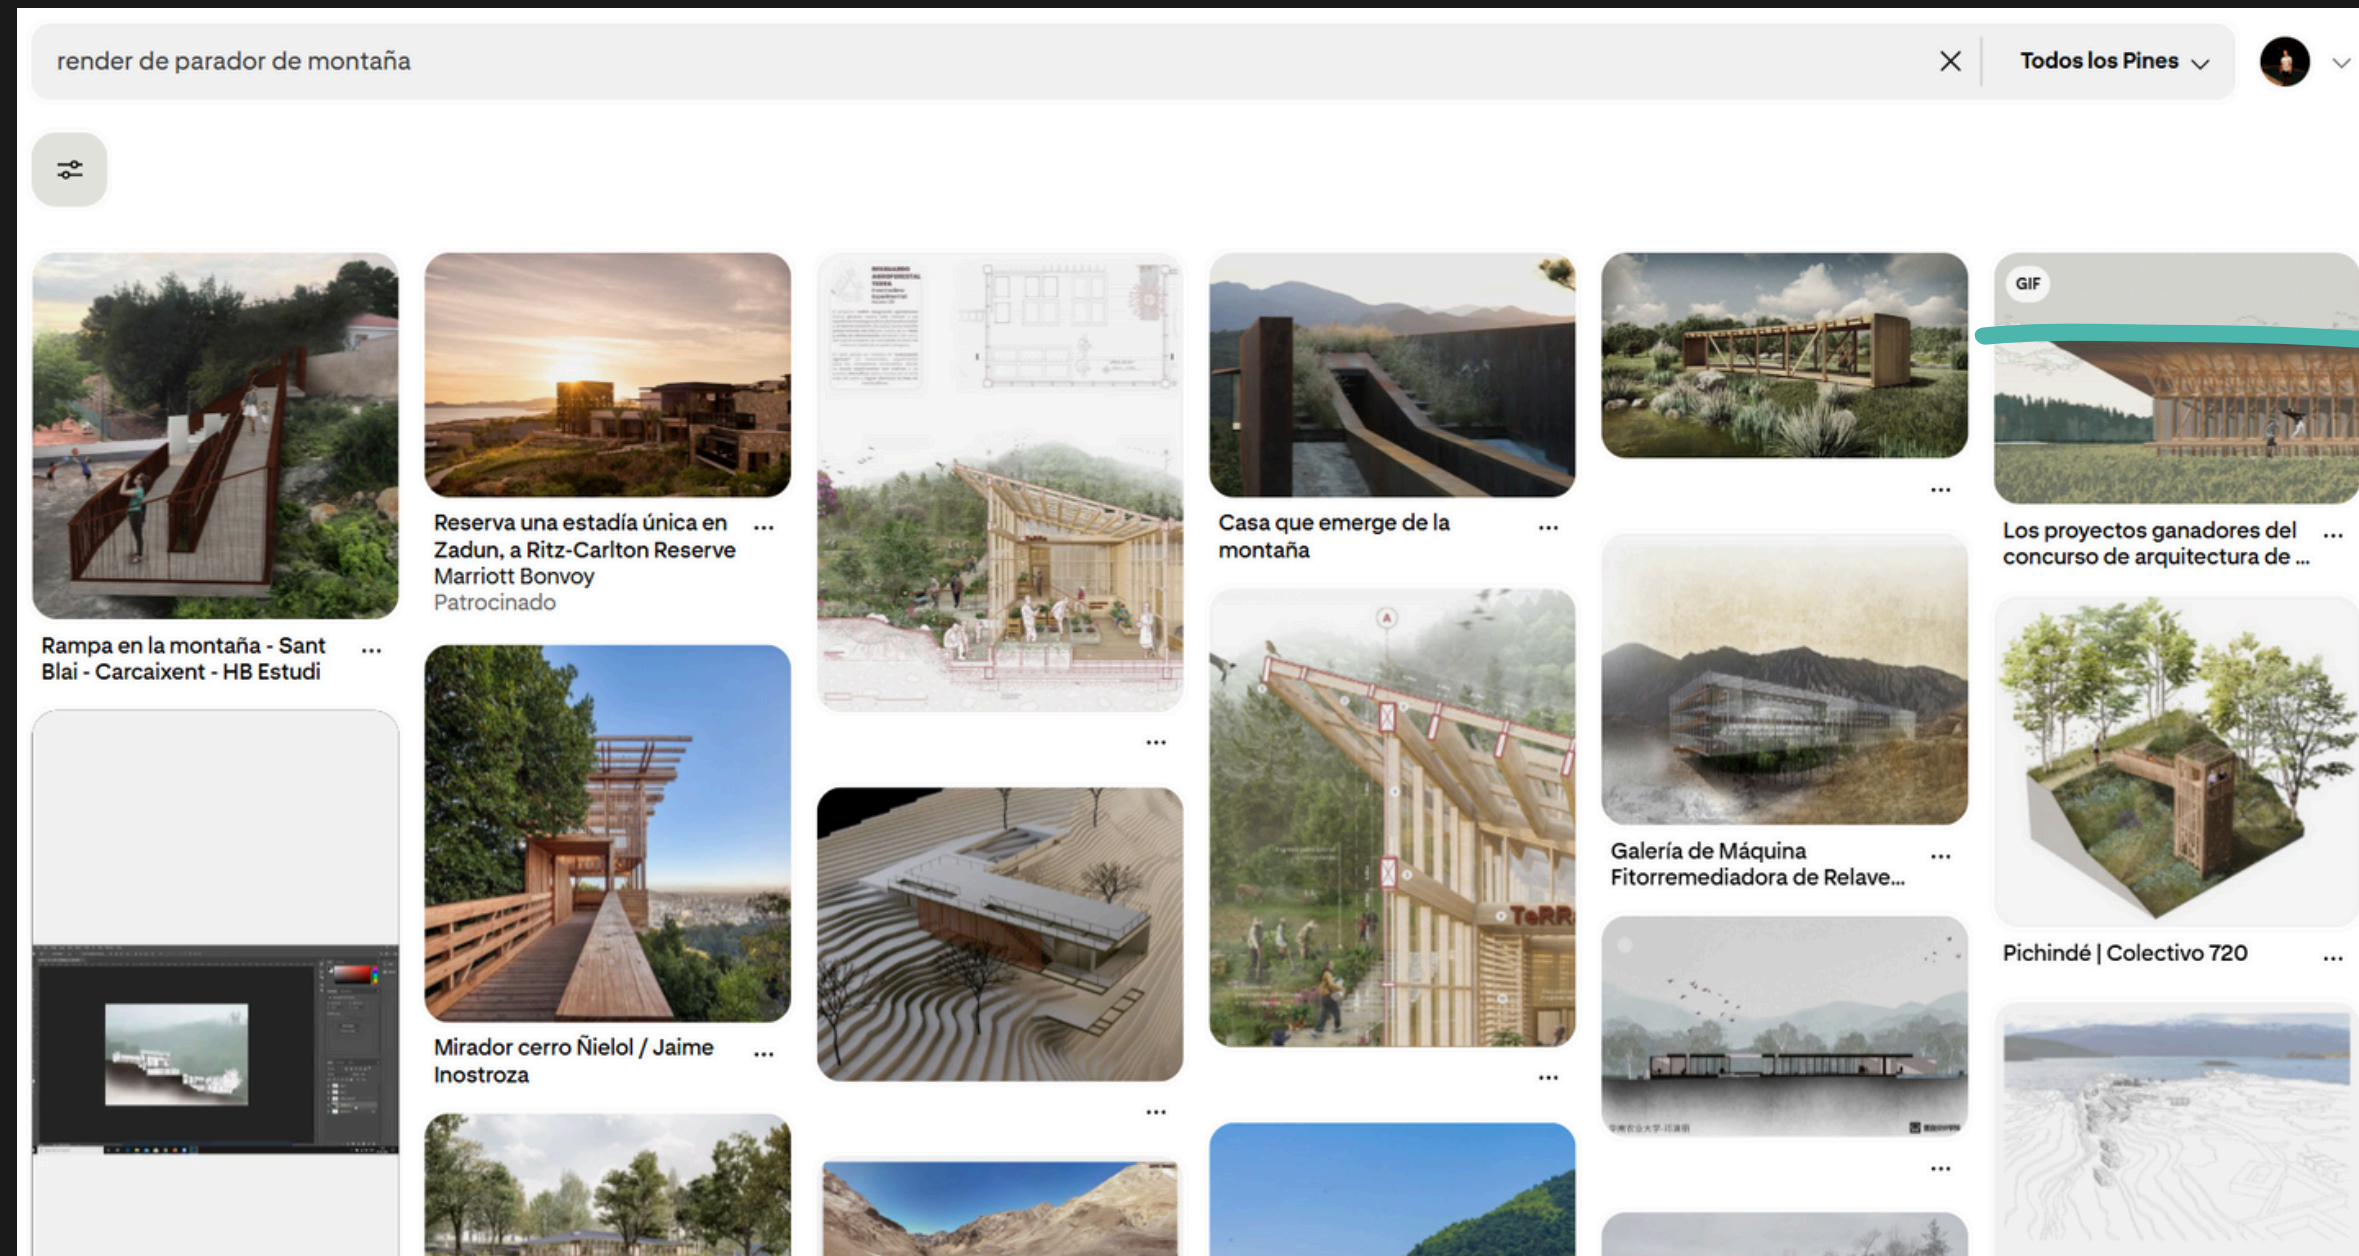 render de parador de montaña
Todos los Pines
GIF
Reserva una estadía única en
Zadun, a Ritz-Carlton Reserve
Marriott Bonvoy
Patrocinado
Casa que emerge de la
montaña
Los proyectos ganadores del
concurso de arquitectura de ...
Rampa en la montaña - Sant
Blai - Carcaixent - HB Estudi
A
TeRRa
Galería de Máquina
Fitorremediadora de Relave...
Pichindé | Colectivo 720
Mirador cerro Ñielol / Jaime
Inostroza